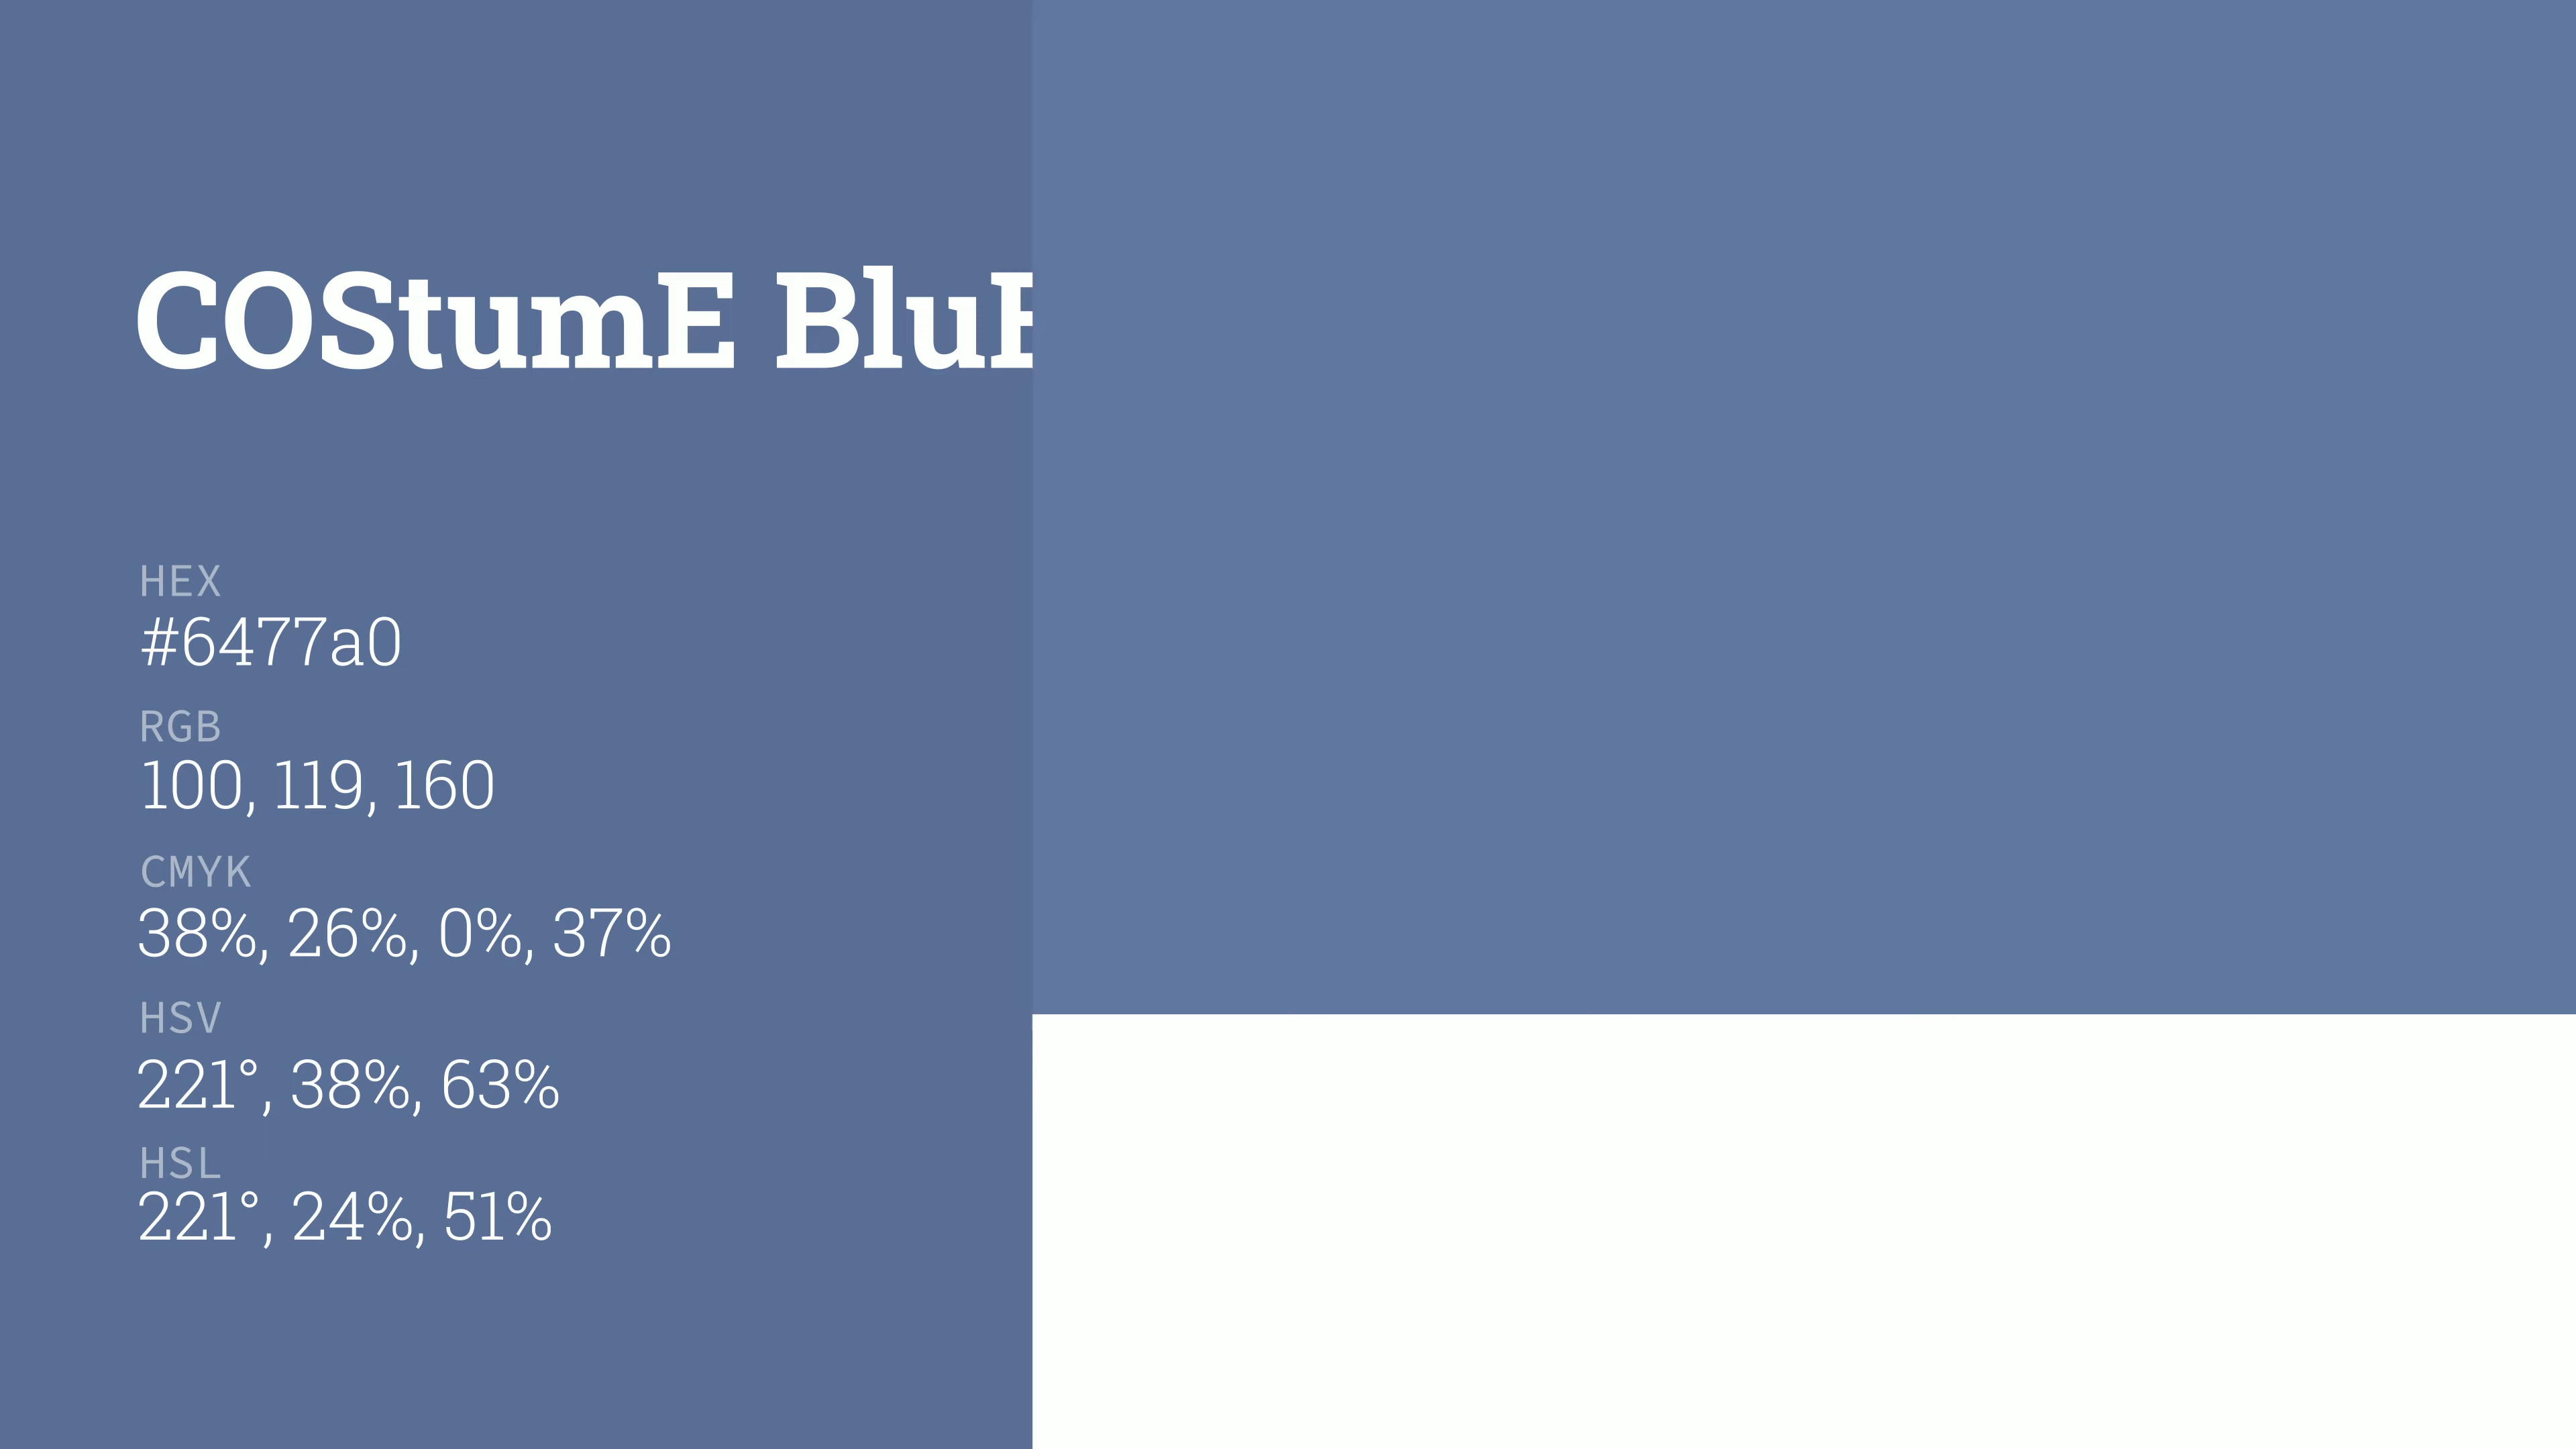 COStumE BluE
HEX
#6477a0
RGB
100, 119, 160
CMYK
38%, 26%, 0%, 37%
HSV
221°, 38%, 63%
HSL
221°, 24%, 51%